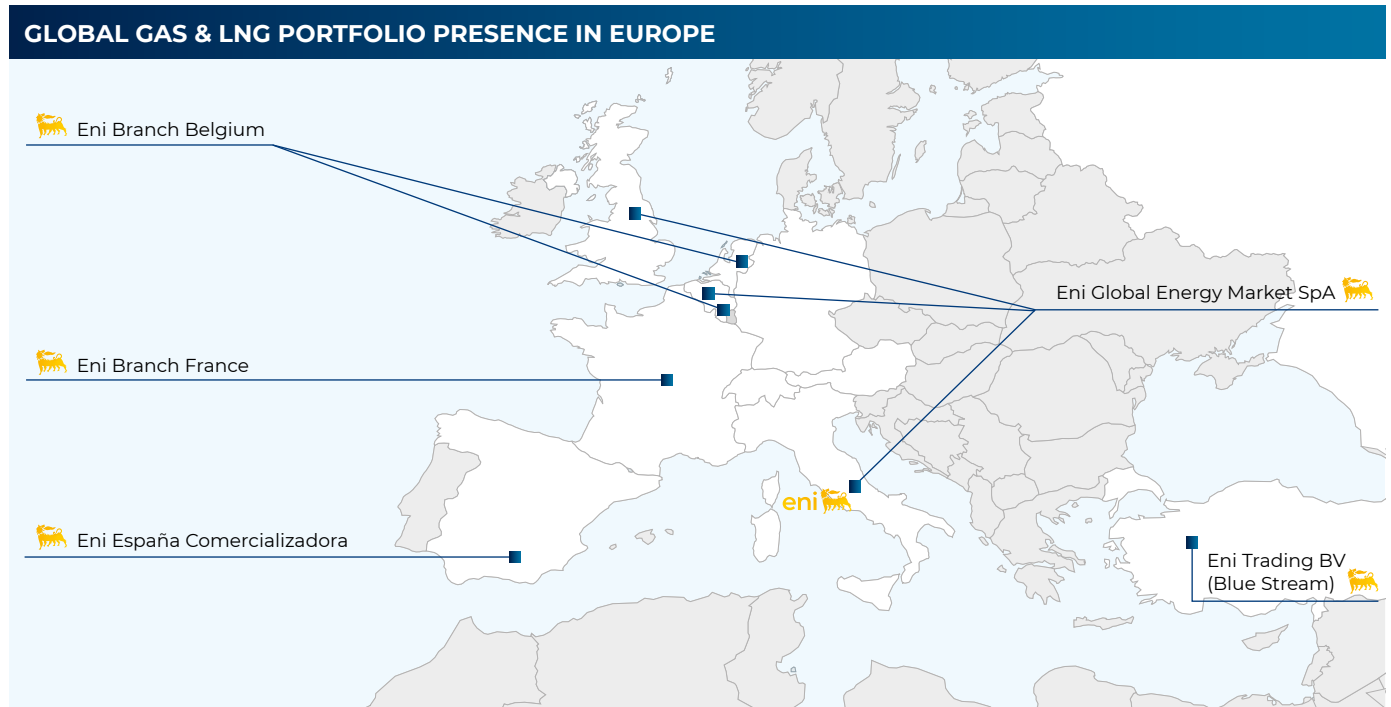 GLOBAL GAS & LNG PORTFOLIO PRESENCE IN EUROPE
Eni Branch Belgium
Eni Global Energy Market SpA
Eni Branch France
eni
Eni España Comercializadora
Eni Trading BV
(Blue Stream)